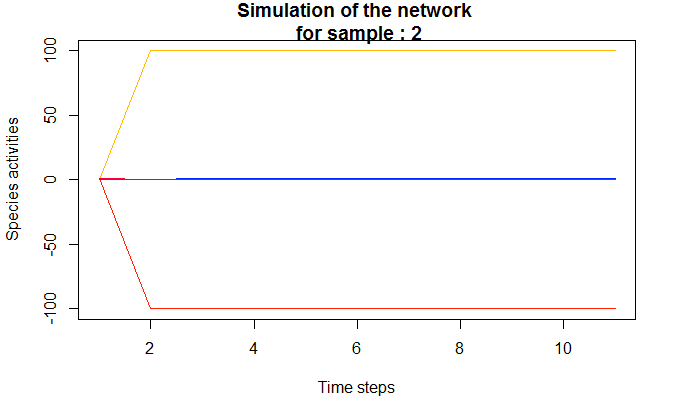 Simulation of the network
for sample : 2
Species activities
100
50
0
-50
-100
2
4
6
8
10
Time steps